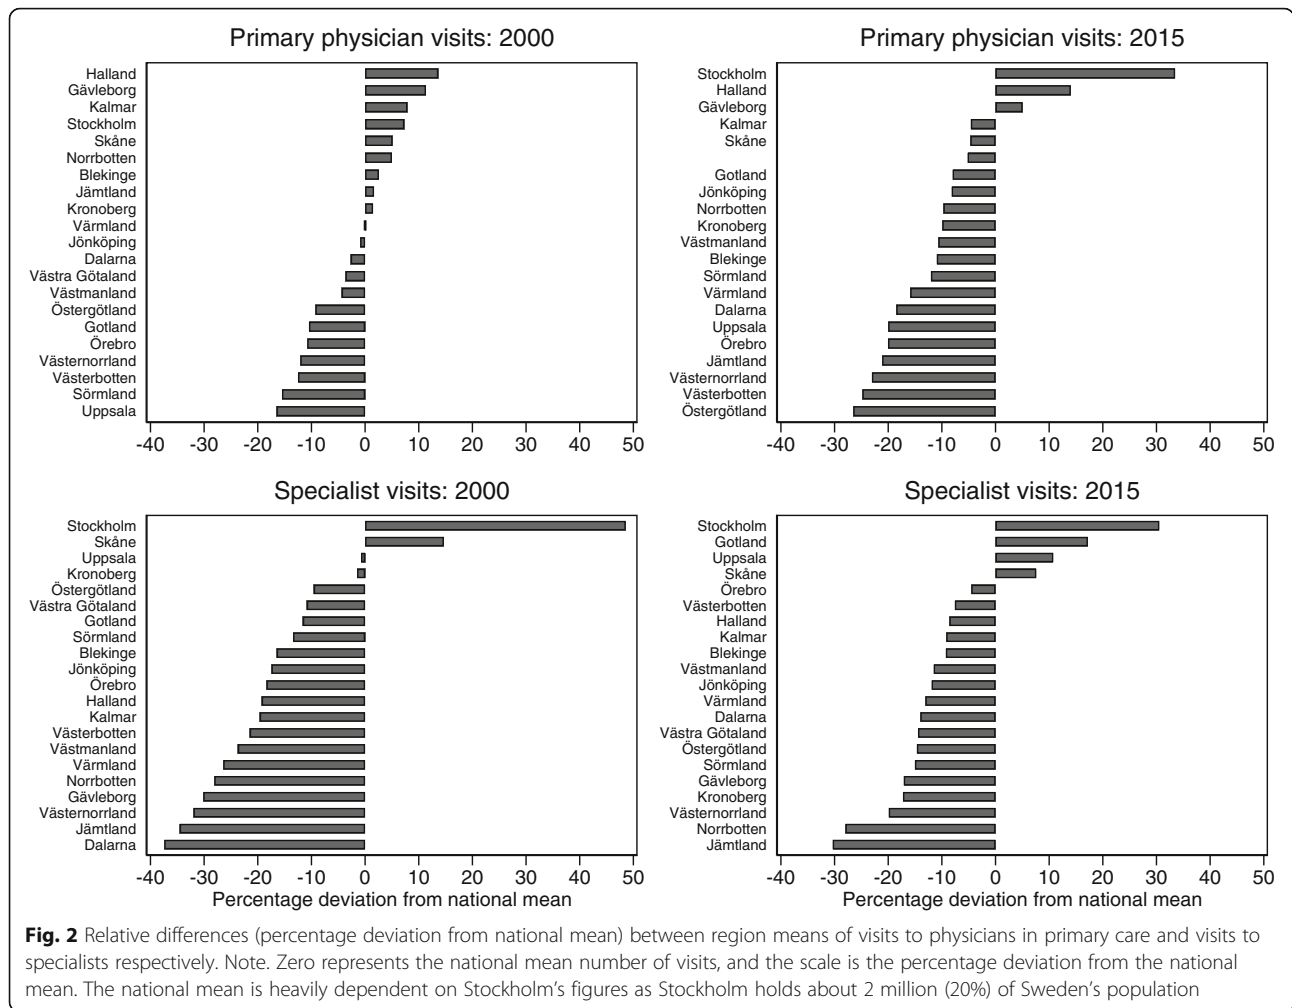 Primary physician visits: 2000
Halland
Gävleborg
Kalmar
Stockholm
Skåne
Norrbotten
Blekinge
Jämtland
Kronoberg
Värmland
Jönköping
Dalarna
Västra Götaland
Västmanland
Östergötland
Gotland
Örebro
Västernorrland
Västerbotten
Sörmland
Uppsala
-40 -30 -20 -10 0 10 20 30 40 50
Primary physician visits: 2015
Stockholm
Halland
Gävleborg
Kalmar
Skåne
Gotland
Jönköping
Norrbotten
Kronoberg
Västmanland
Blekinge
Sörmland
Värmland
Dalarna
Uppsala
Örebro
Jämtland
Västernorrland
Västerbotten
Östergötland
-40 -30 -20 -10 0 10 20 30 40 50
Specialist visits: 2000
Stockholm
Skåne
Uppsala
Kronoberg
Östergötland
Västra Götaland
Gotland
Sörmland
Blekinge
Jönköping
Örebro
Halland
Kalmar
Västerbotten
Västmanland
Värmland
Norrbotten
Gävleborg
Västernorrland
Jämtland
Dalarna
-40 -30 -20 -10 0 10 20 30 40 50
Percentage deviation from national mean
Specialist visits: 2015
Stockholm
Gotland
Uppsala
Skåne
Örebro
Västerbotten
Halland
Kalmar
Blekinge
Västmanland
Jönköping
Värmland
Dalarna
Västra Götaland
Östergötland
Sörmland
Gävleborg
Kronoberg
Västernorrland
Norrbotten
Jämtland
-40 -30 -20 -10 0 10 20 30 40 50
Percentage deviation from national mean
Fig. 2 Relative differences (percentage deviation from national mean) between region means of visits to physicians in primary care and visits to
specialists respectively. Note. Zero represents the national mean number of visits, and the scale is the percentage deviation from the national
mean. The national mean is heavily dependent on Stockholm's figures as Stockholm holds about 2 million (20%) of Sweden's population